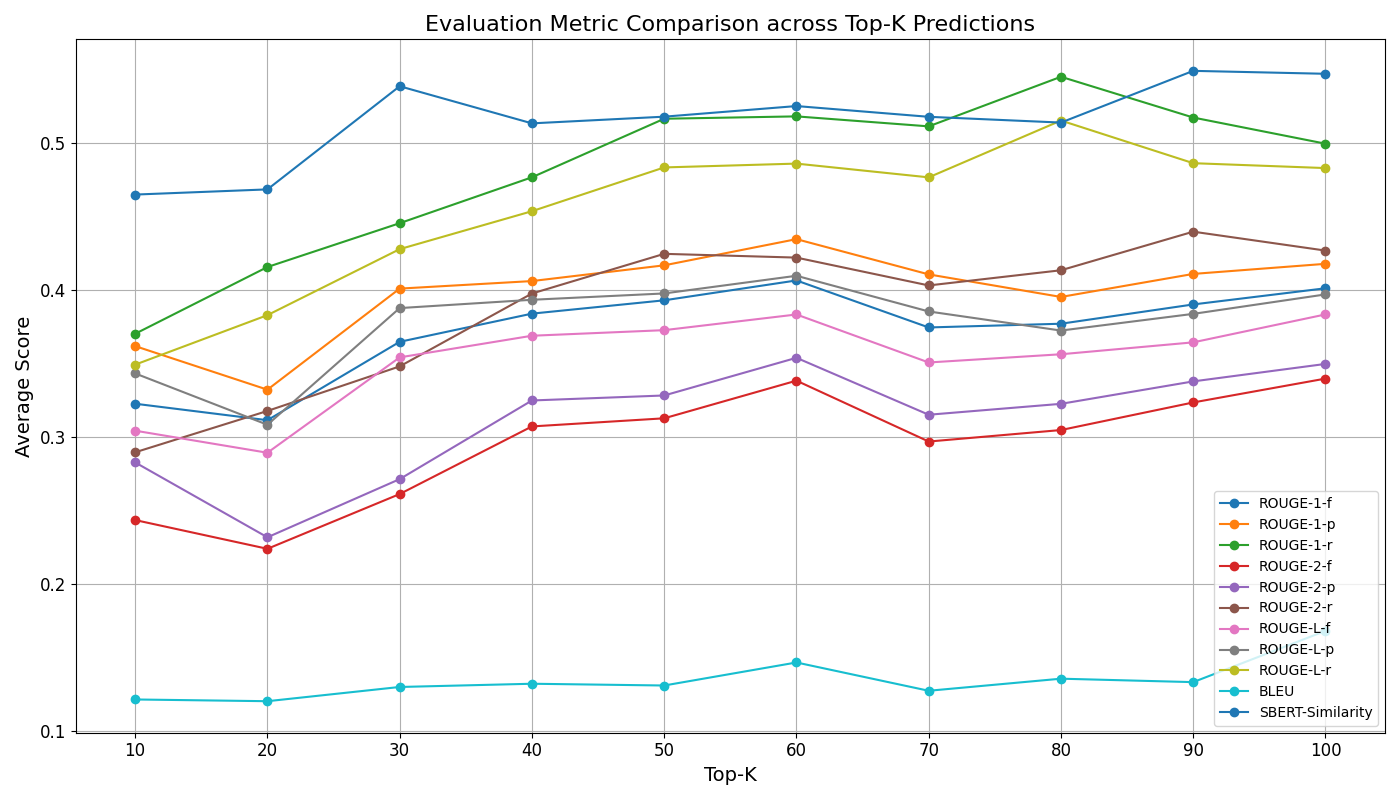 Evaluation Metric Comparison across Top-K Predictions
Average Score
0.5
0.4
0.3
0.2
0.1
10 20 30 40 50 60 70 80 90 100
Top-K
ROUGE-1-f
ROUGE-1-p
ROUGE-1-r
ROUGE-2-f
ROUGE-2-p
ROUGE-2-r
ROUGE-L-f
ROUGE-L-p
ROUGE-L-r
BLEU
SBERT-Similarity